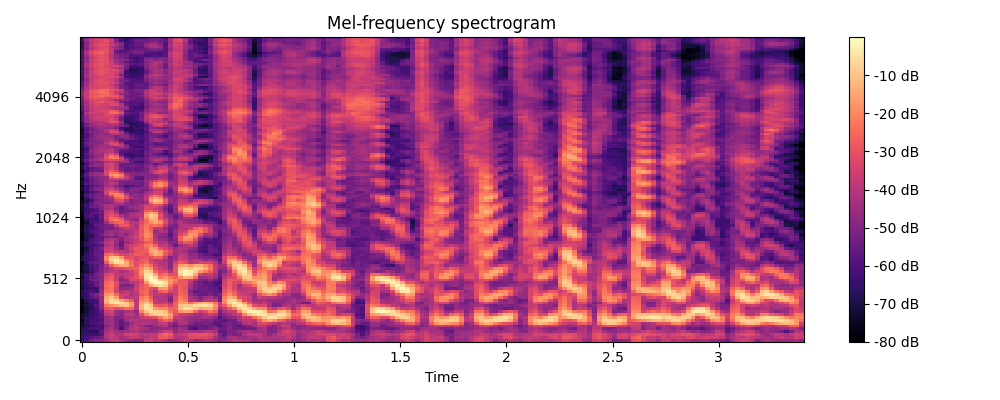 Mel-frequency spectrogram
Hz
4096
2048
1024
512
0
0 0.5 1 1.5 2 2.5 3
Time
-10 dB
-20 dB
-30 dB
-40 dB
-50 dB
-60 dB
-70 dB
-80 dB